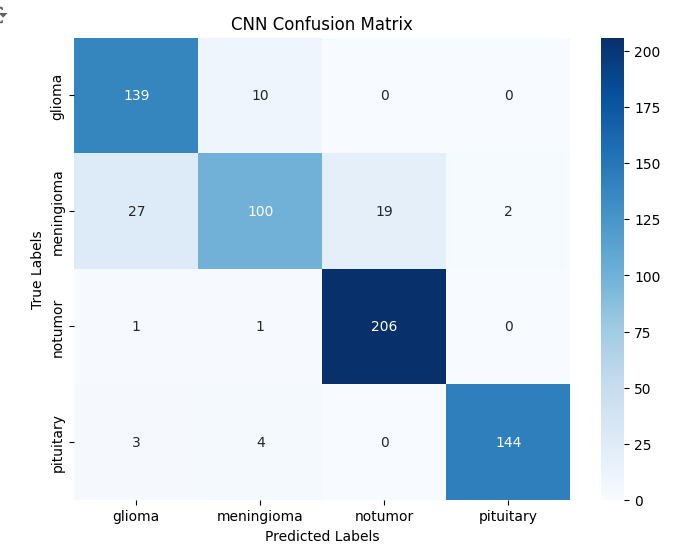 CNN Confusion Matrix
glioma
139 10 0 0
meningioma
27 100 19 2
notumor
1 1 206 0
pituitary
3 4 0 144
True Labels
glioma meningioma notumor pituitary
Predicted Labels
200
175
150
125
100
75
50
25
0